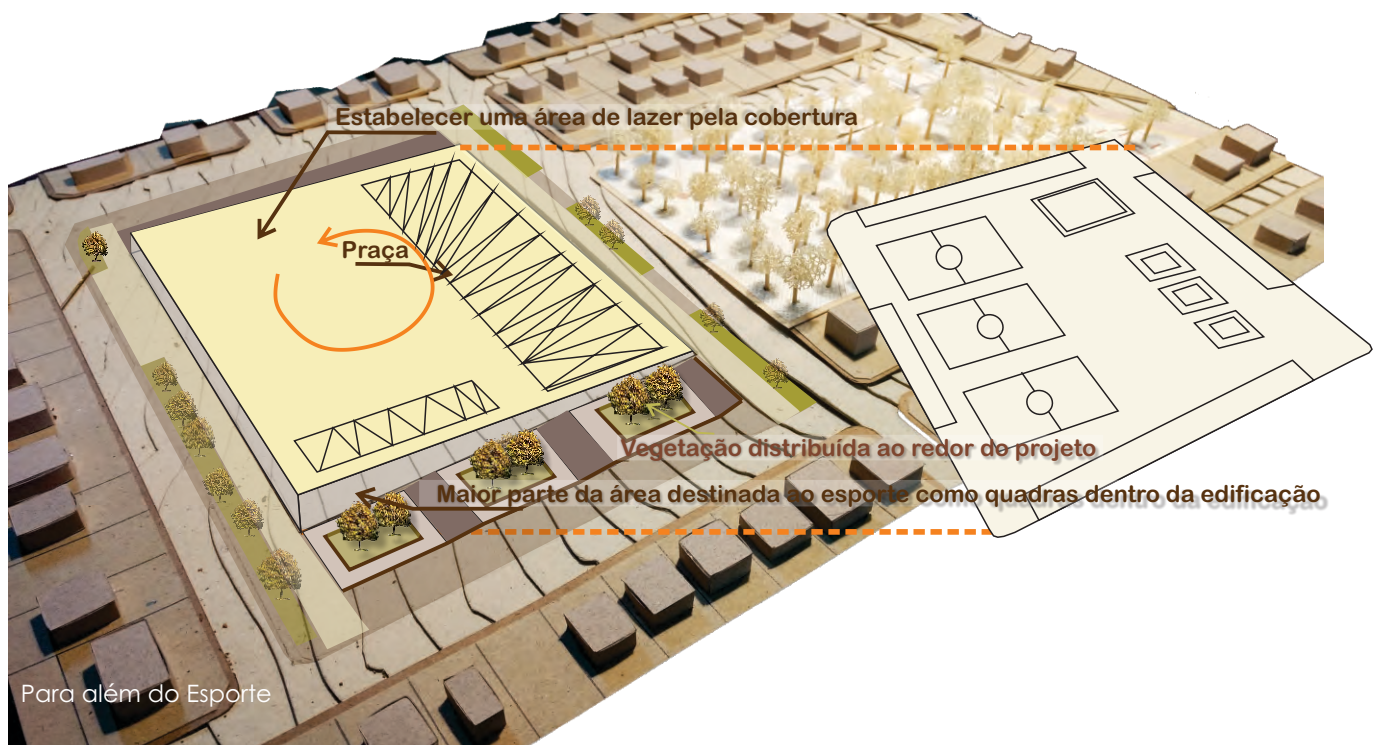 Estabelecer uma área de lazer pela cobertura
Praça
Vegetação distribuída ao redor do projeto
Maior parte da área destinada ao esporte como quadras dentro da edificação
Para além do Esporte